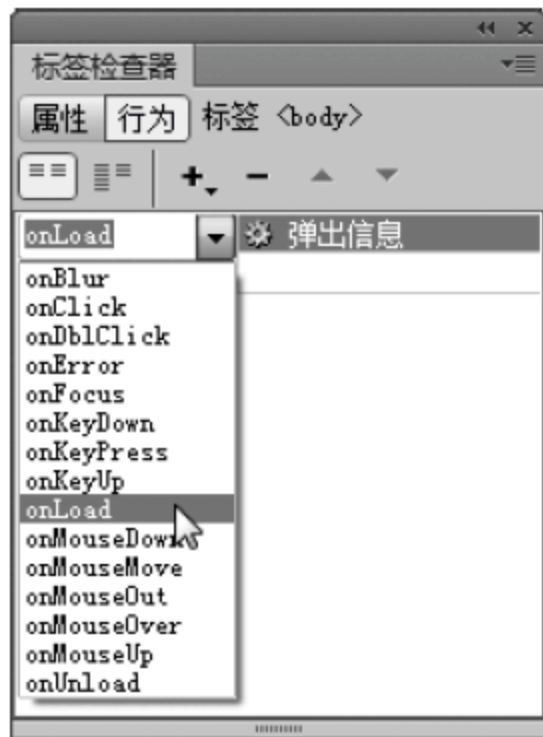 标签检查器
属性 行为 标签 <body>
onLoad 弹出信息
onBlur
onClick
onDblClick
onError
onFocus
onKeyDown
onKeyPress
onKeyUp
onLoad
onMouseDown
onMouseMove
onMouseOut
onMouseOver
onMouseUp
onUnload